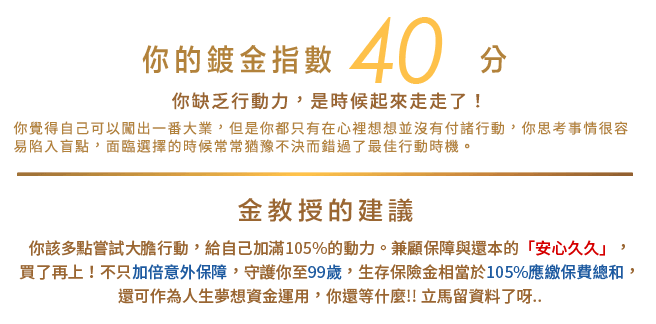 你的鍍金指數 40 分
你缺乏行動力，是時候起來走走了！
你覺得自己可以闖出一番大業，但是你都只有在心裡想想並沒有付諸行動，你思考事情很容
易陷入盲點，面臨選擇的時候常常猶豫不決而錯過了最佳行動時機。
金教授的建議
你該多點嘗試大膽行動，給自己加滿105%的動力。兼顧保障與還本的「安心久久」，
買了再上！不只加倍意外保障，守護你至99歲，生存保險金相當於105%應繳保費總和，
還可作為人生夢想資金運用，你還等什麼!! 立馬留資料了呀..